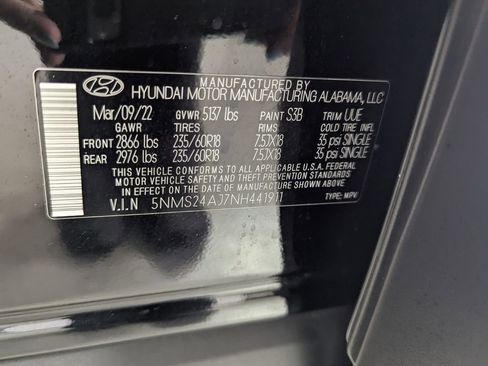 MANUFACTURED BY
HYUNDAI MOTOR MANUFACTURING ALABAMA, LLC
Mar/09/22 GVWR 5137 lbs PAINT S3B TRIM UUE
GAWR TIRES RIMS COLD TIRE INFL
FRONT 2866 lbs 235/60R18 7.5JX18 35 psi SINGLE
REAR 2976 lbs 235/60R18 7.5JX18 35 psi SINGLE
THIS VEHICLE CONFORMS TO ALL APPLICABLE U.S.A. FEDERAL
MOTOR VEHICLE SAFETY AND THEFT PREVENTION STANDARDS
IN EFFECT ON THE DATE OF MANUFACTURE SHOWN ABOVE.
V.I.N 5NMS24AJ7NH441911 TYPE: MPV